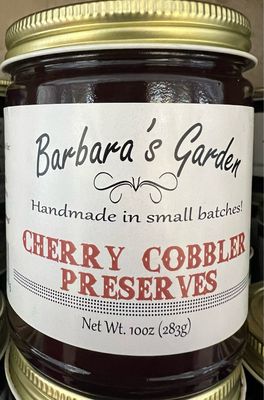 Barbara's Garden
Handmade in small batches!
CHERRY COBBLER
PRESERVES
Net Wt. 10oz (283g)